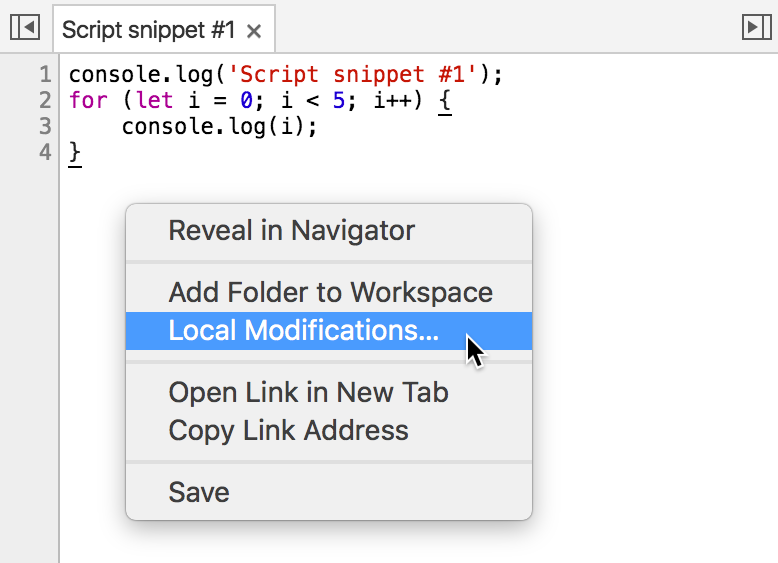 Script snippet #1 ×
1 console.log('Script snippet #1');
2 for (let i = 0; i < 5; i++) {
3     console.log(i);
4 }
Reveal in Navigator
Add Folder to Workspace
Local Modifications...
Open Link in New Tab
Copy Link Address
Save